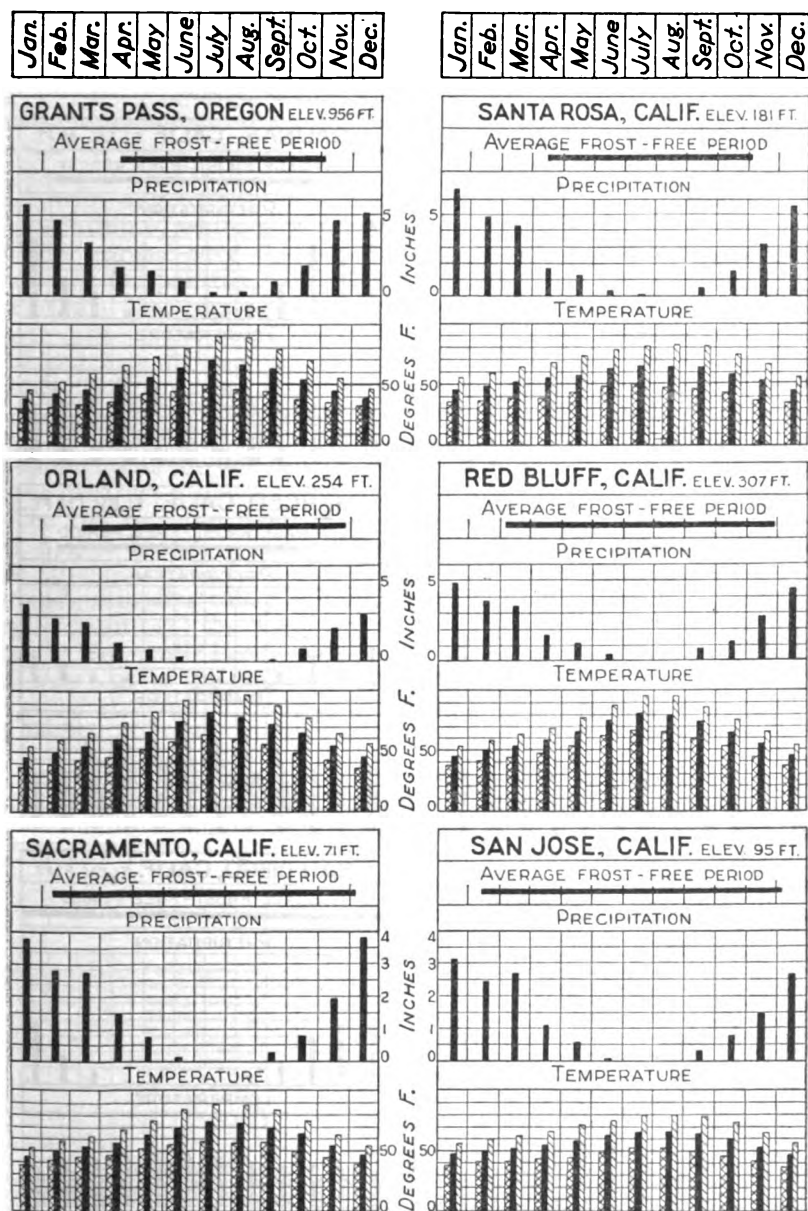 Jan. Feb. Mar. Apr. May June July Aug. Sept. Oct. Nov. Dec.
Jan. Feb. Mar. Apr. May June July Aug. Sept. Oct. Nov. Dec.
GRANTS PASS, OREGON ELEV. 956 FT.
AVERAGE FROST-FREE PERIOD
PRECIPITATION
5
0
TEMPERATURE
50
0
INCHES
DEGREES F.
SANTA ROSA, CALIF. ELEV. 181 FT.
AVERAGE FROST-FREE PERIOD
PRECIPITATION
5
0
TEMPERATURE
50
0
ORLAND, CALIF. ELEV. 254 FT.
AVERAGE FROST-FREE PERIOD
PRECIPITATION
5
0
TEMPERATURE
50
0
INCHES
DEGREES F.
RED BLUFF, CALIF. ELEV. 307 FT.
AVERAGE FROST-FREE PERIOD
PRECIPITATION
5
0
TEMPERATURE
50
0
SACRAMENTO, CALIF. ELEV. 71 FT.
AVERAGE FROST-FREE PERIOD
PRECIPITATION
4
3
2
1
0
TEMPERATURE
50
0
INCHES
DEGREES F.
SAN JOSE, CALIF. ELEV. 95 FT.
AVERAGE FROST-FREE PERIOD
PRECIPITATION
4
3
2
1
0
TEMPERATURE
50
0